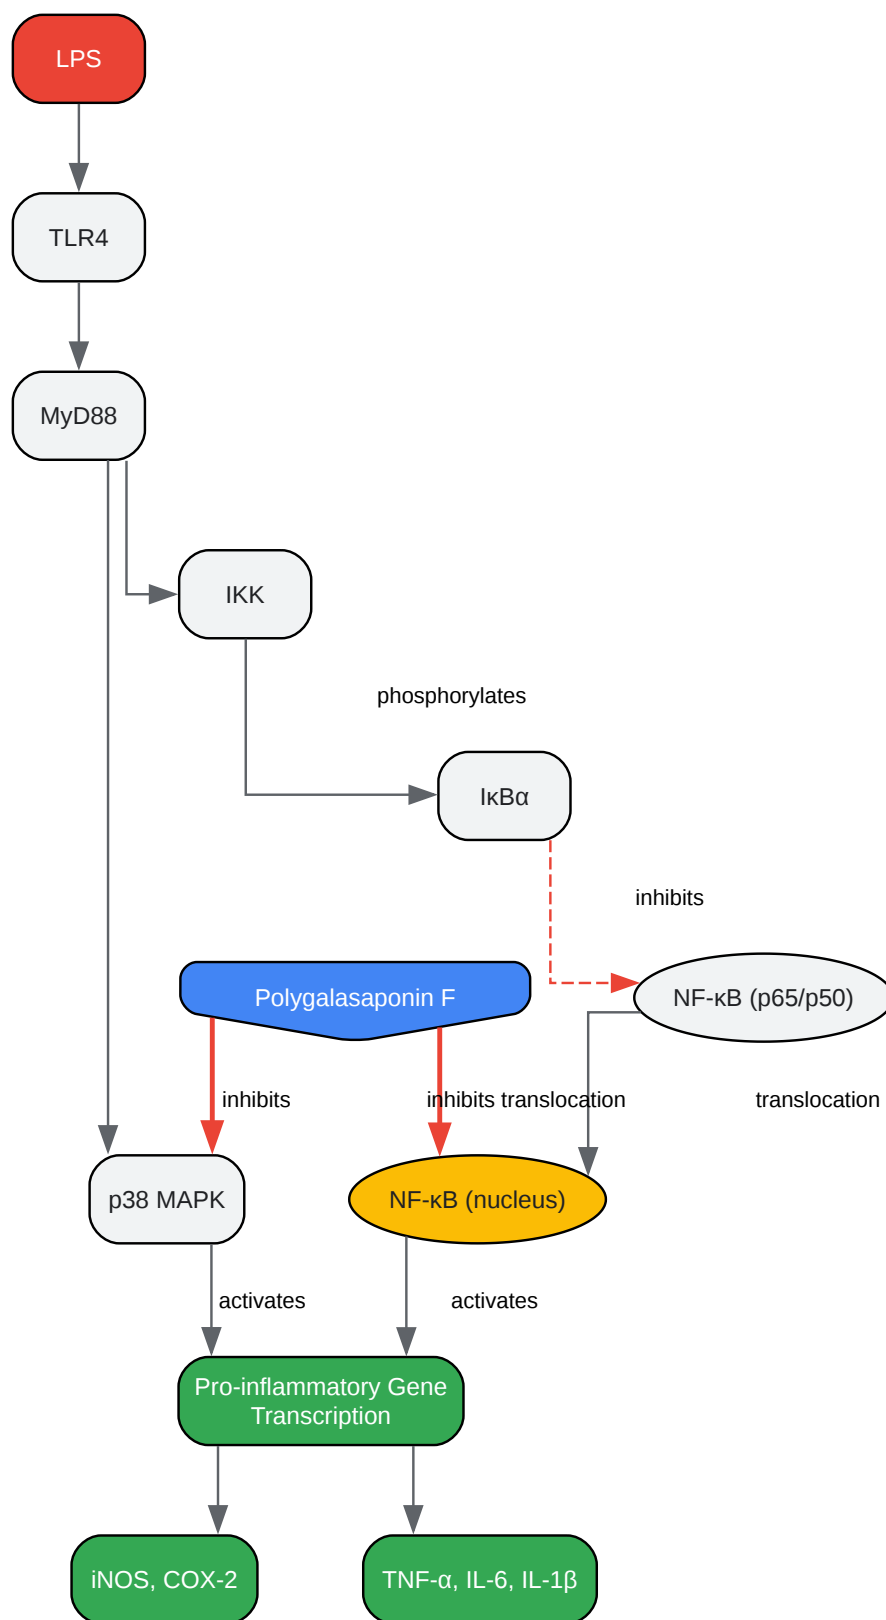 LPS
TLR4
MyD88
IKK
phosphorylates
IκBα
inhibits
Polygalasaponin F
NF-κB (p65/p50)
inhibits
inhibits translocation
translocation
p38 MAPK
NF-κB (nucleus)
activates
activates
Pro-inflammatory Gene
Transcription
iNOS, COX-2
TNF-α, IL-6, IL-1β